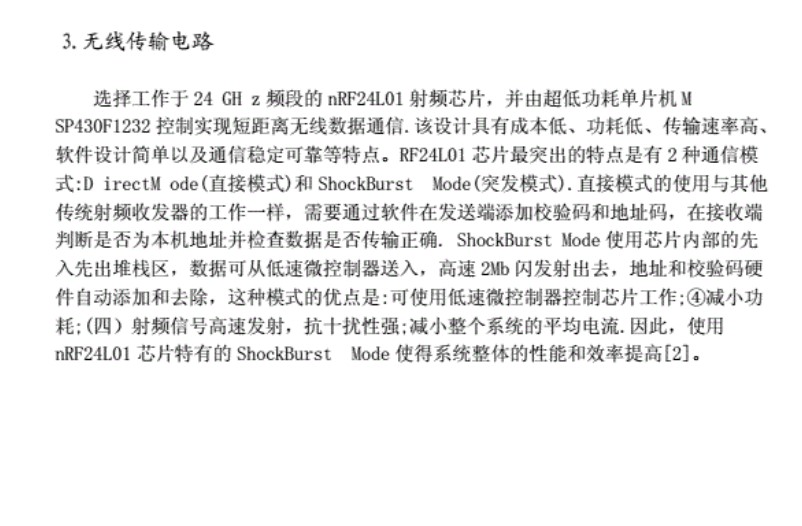 3.无线传输电路
选择工作于 24 GH z 频段的 nRF24L01 射频芯片，并由超低功耗单片机 M
SP430F1232 控制实现短距离无线数据通信.该设计具有成本低、功耗低、传输速率高、
软件设计简单以及通信稳定可靠等特点。RF24L01 芯片最突出的特点是有 2 种通信模
式:D irectM ode(直接模式)和 ShockBurst  Mode(突发模式).直接模式的使用与其他
传统射频收发器的工作一样，需要通过软件在发送端添加校验码和地址码，在接收端
判断是否为本机地址并检查数据是否传输正确. ShockBurst Mode 使用芯片内部的先
入先出堆栈区，数据可从低速微控制器送入，高速 2Mb 闪发射出去，地址和校验码硬
件自动添加和去除，这种模式的优点是:可使用低速微控制器控制芯片工作;④减小功
耗;(四）射频信号高速发射，抗十扰性强;减小整个系统的平均电流.因此，使用
nRF24L01 芯片特有的 ShockBurst  Mode 使得系统整体的性能和效率提高[2]。